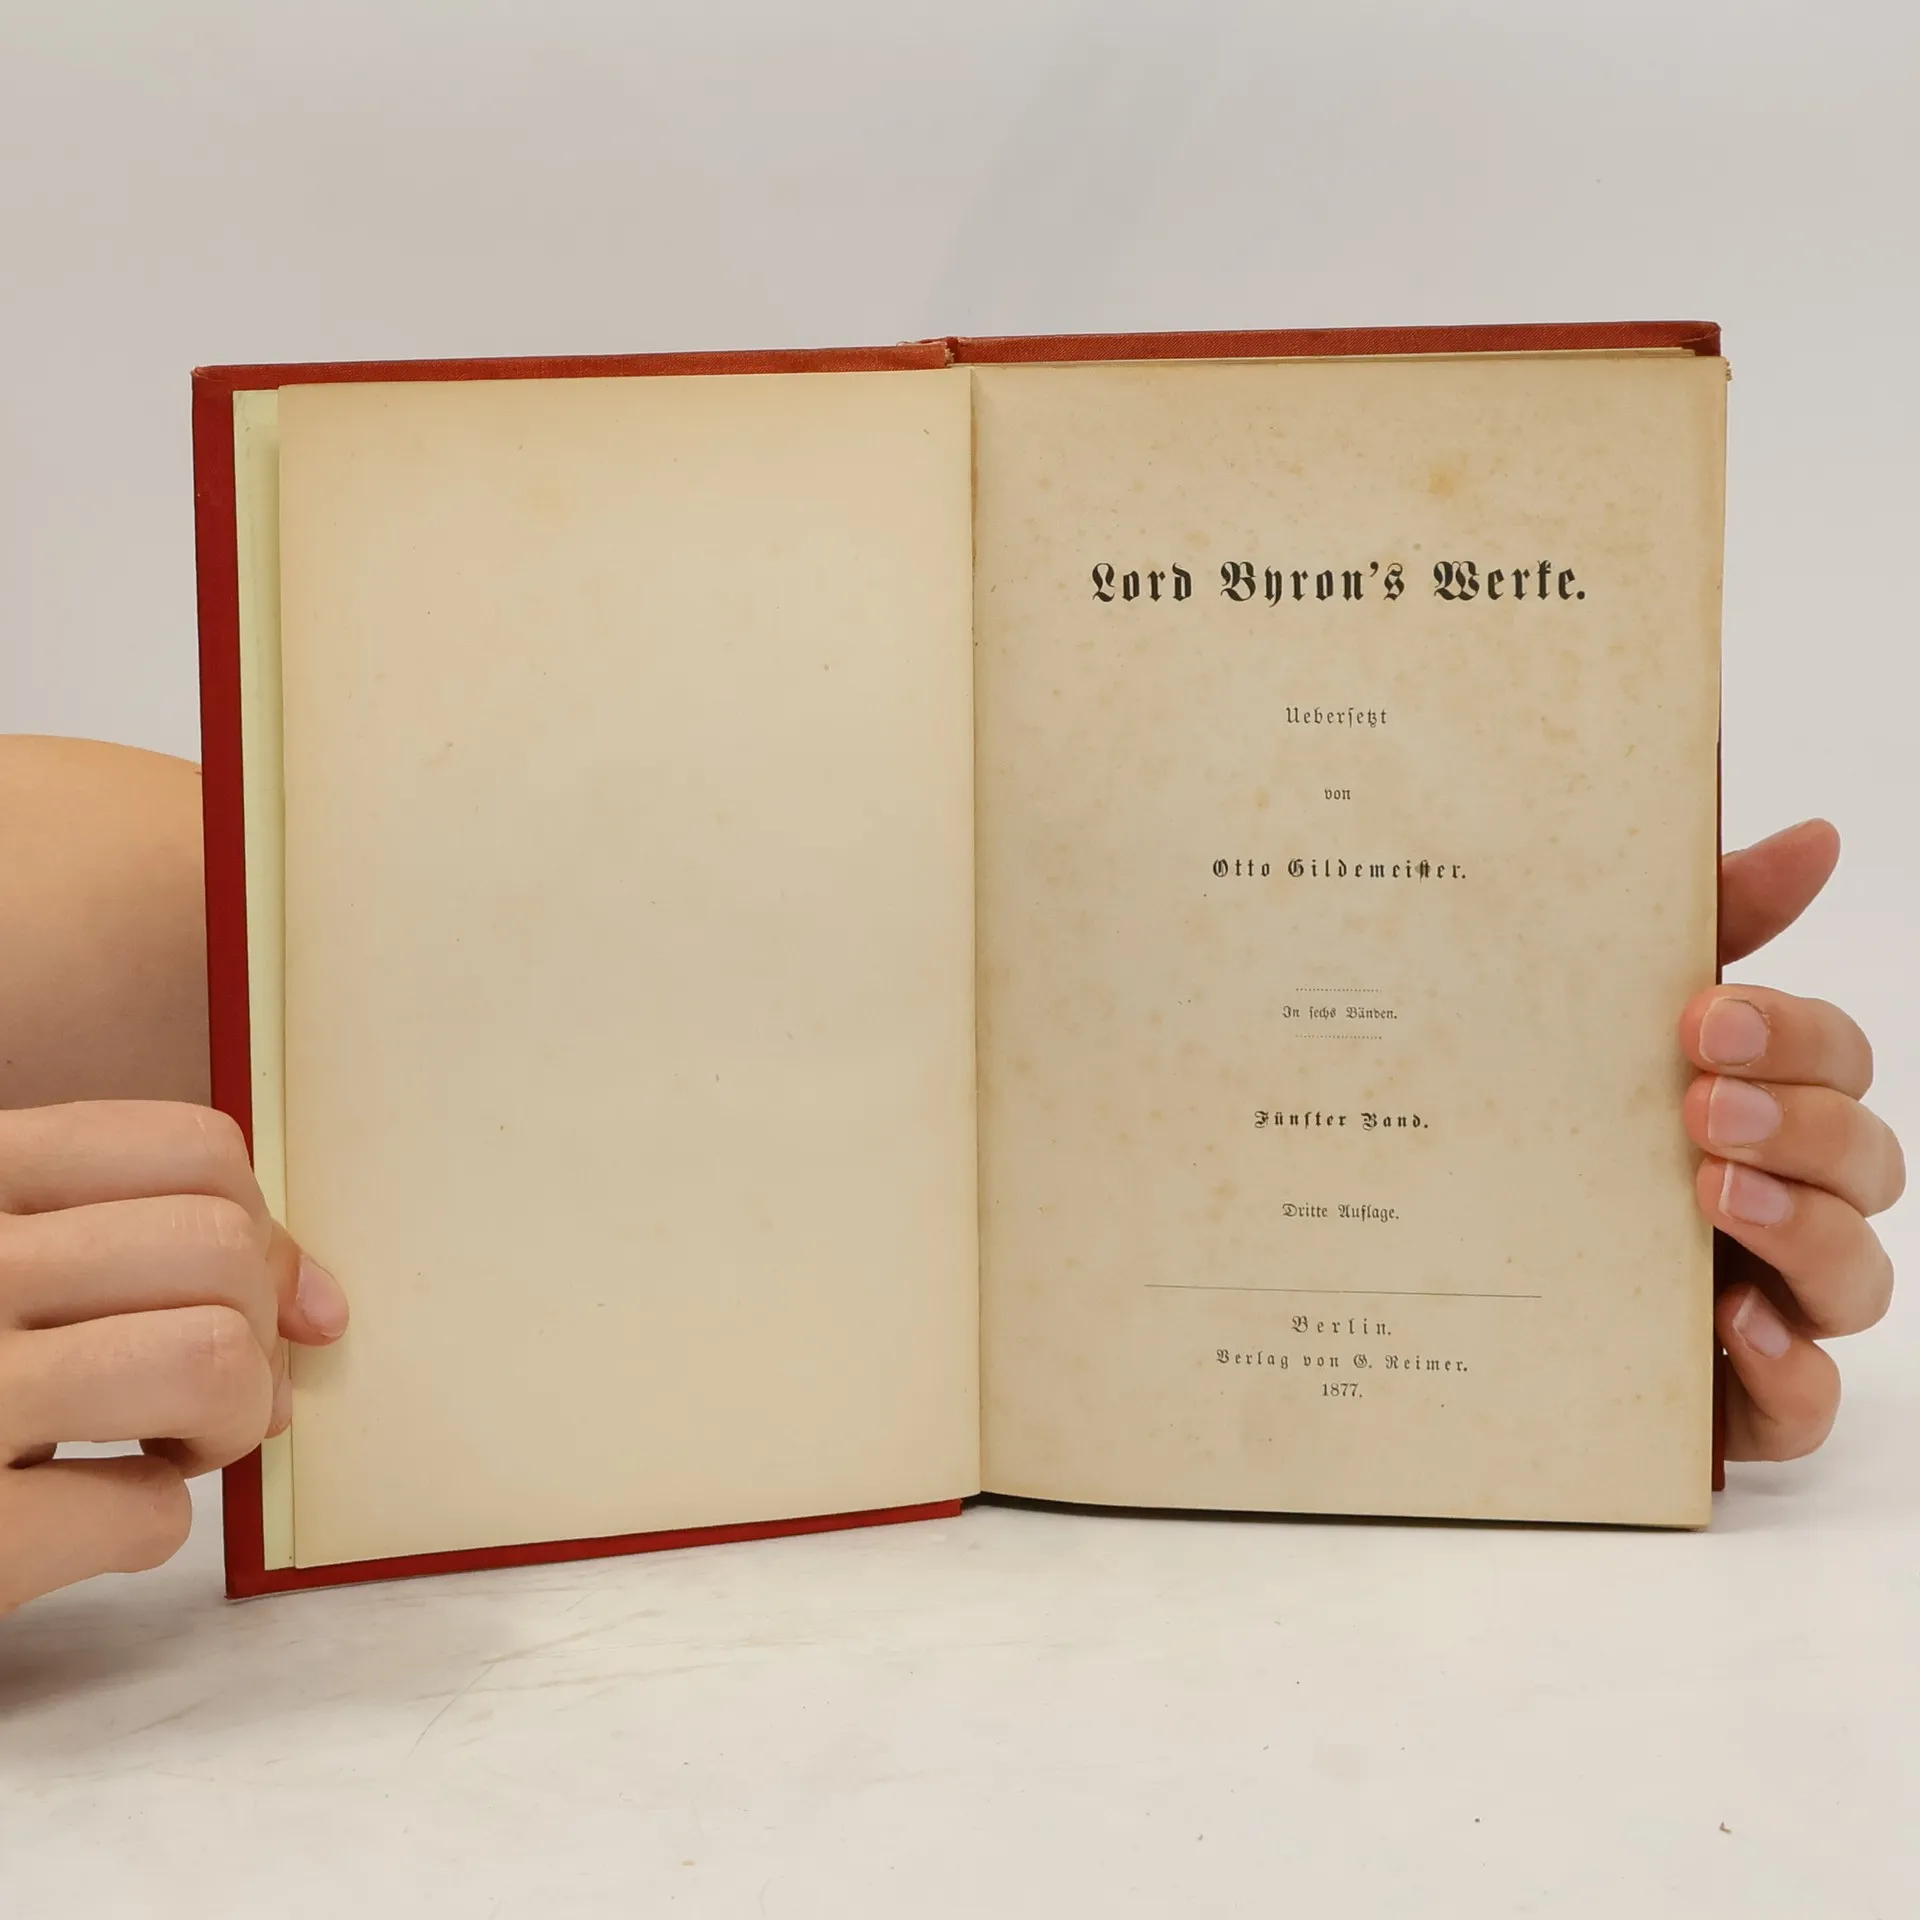 Lord Byron's Werke.
Uebersetzt
von
Otto Gildemeister.
In sechs Bänden.
Fünfter Band.
Dritte Auflage.
Berlin.
Verlag von G. Reimer.
1877.